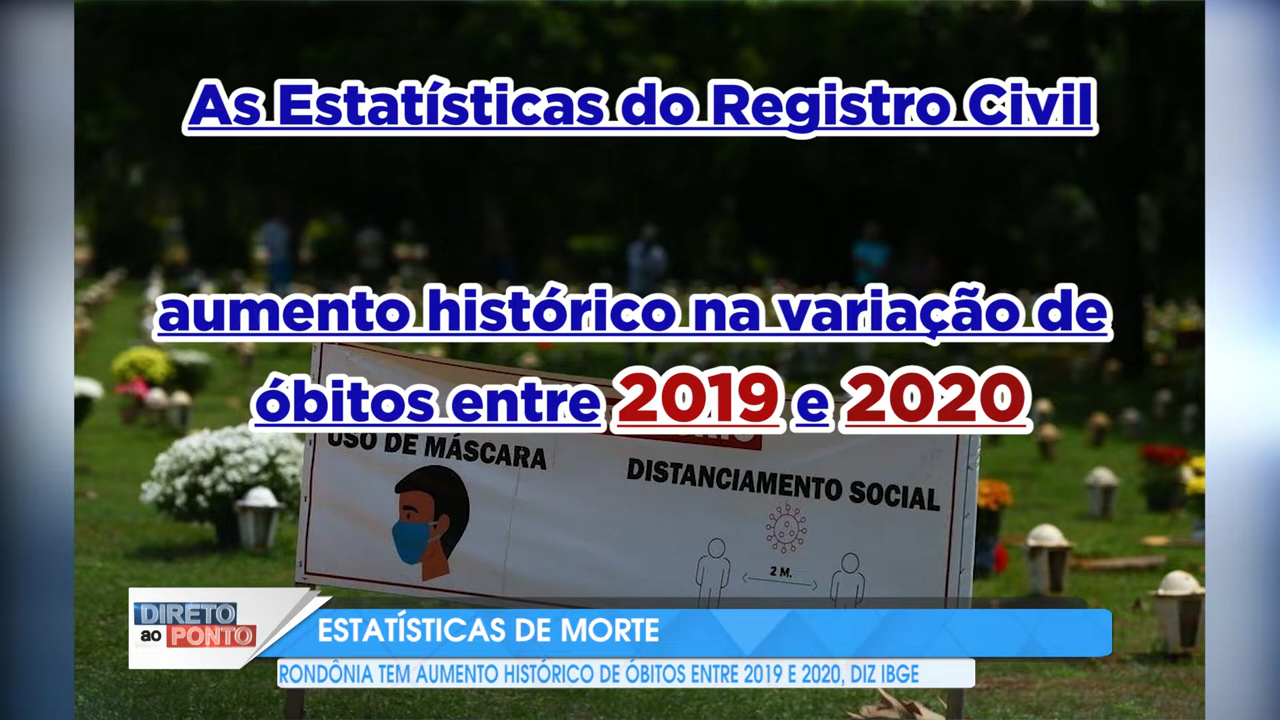 As Estatísticas do Registro Civil
aumento histórico na variação de
óbitos entre 2019 e 2020
USO DE MÁSCARA
DISTANCIAMENTO SOCIAL
2 M.
DIRETO
ao PONTO
ESTATÍSTICAS DE MORTE
RONDÔNIA TEM AUMENTO HISTÓRICO DE ÓBITOS ENTRE 2019 E 2020, DIZ IBGE